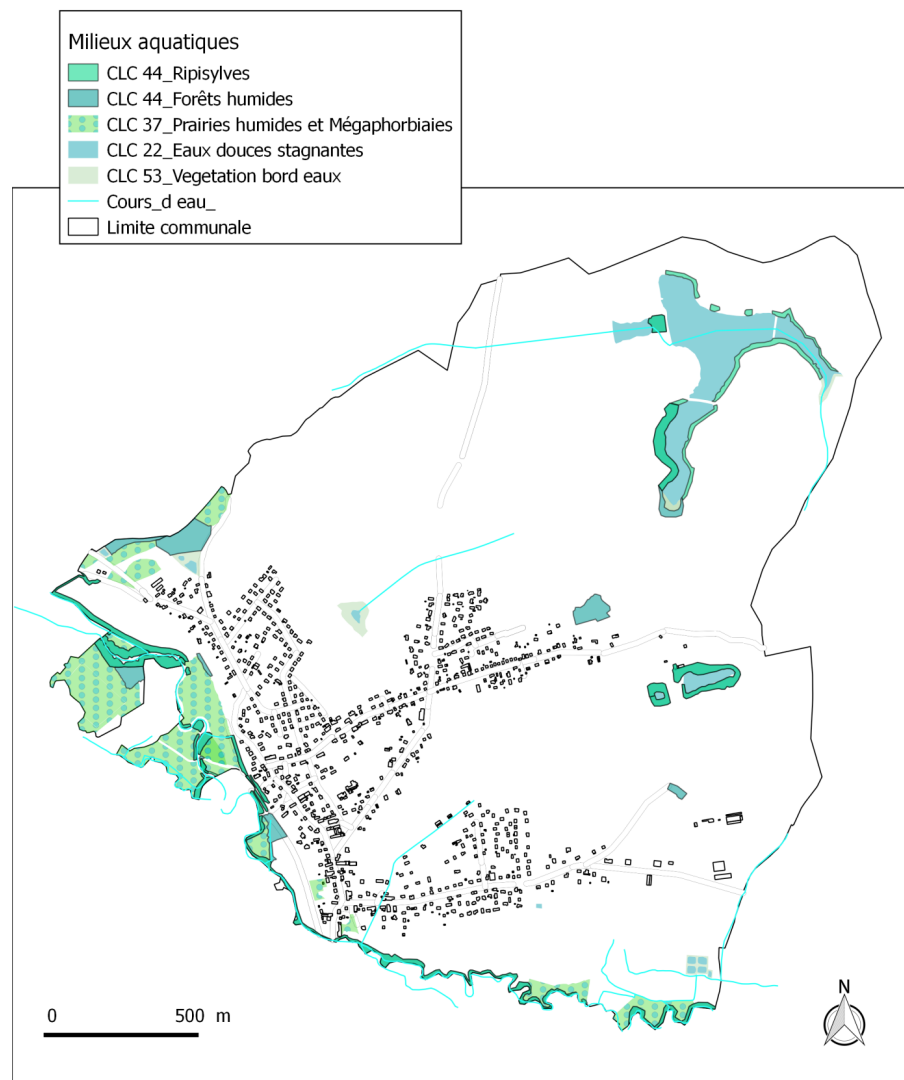 Milieux aquatiques
CLC 44_Ripisylves
CLC 44_Forêts humides
CLC 37_Prairies humides et Mégaphorbiaies
CLC 22_Eaux douces stagnantes
CLC 53_Vegetation bord eaux
Cours_d eau_
Limite communale
0 500 m
N